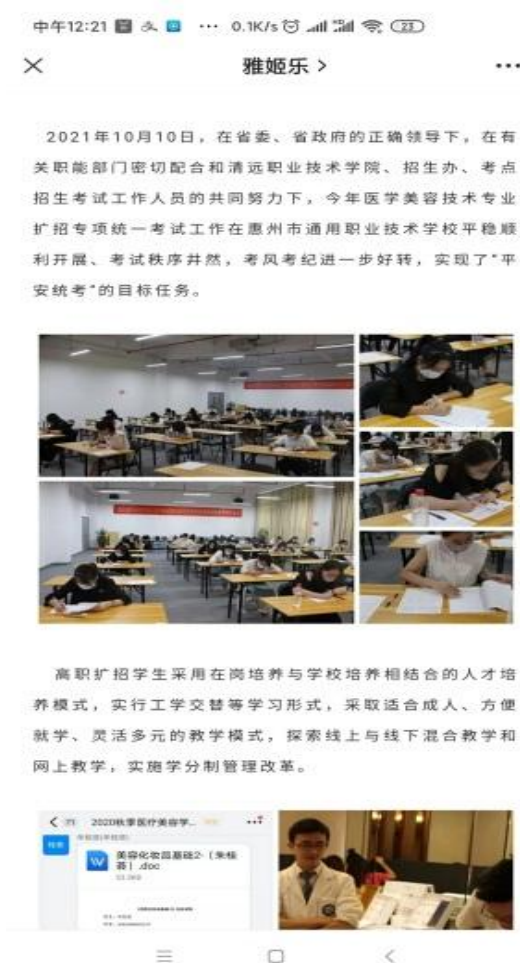 中午12:21
0.1K/s
23
雅姬乐 >
2021年10月10日，在省委、省政府的正确领导下，在有
关职能部门密切配合和清远职业技术学院、招生办、考点
招生考试工作人员的共同努力下，今年医学美容技术专业
扩招专项统一考试工作在惠州市通用职业技术学校平稳顺
利开展、考试秩序井然，考风考纪进一步好转，实现了“平
安统考”的目标任务。
高职扩招学生采用在岗培养与学校培养相结合的人才培
养模式，实行工学交替等学习形式，采取适合成人、方便
就学、灵活多元的教学模式，探索线上与线下混合教学和
网上教学，实施学分制管理改革。
2020秋季医疗美容学...
美容化妆品基础2-（朱桂
.doc